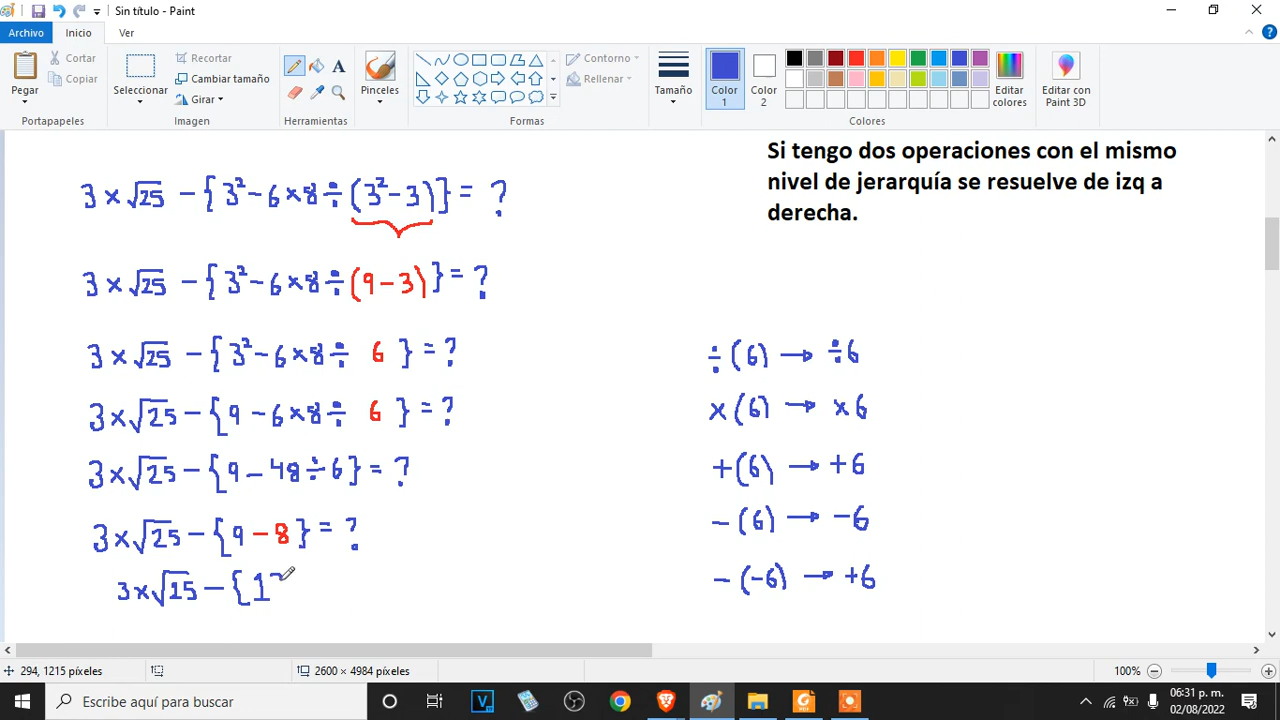 Sin título - Paint
Archivo Inicio Ver
Pegar
Cortar
Copiar
Portapapeles
Seleccionar
Recortar
Cambiar tamaño
Girar
Imagen
A
Herramientas
Pinceles
Contorno
Rellenar
Formas
Tamaño
Color 1
Color 2
Editar colores
Colores
Editar con Paint 3D
Si tengo dos operaciones con el mismo
nivel de jerarquía se resuelve de izq a
derecha.
3 × √25 − { 3² − 6 × 8 ÷ (3² − 3) } = ?
3 × √25 − { 3² − 6 × 8 ÷ (9 − 3) } = ?
3 × √25 − { 3² − 6 × 8 ÷ 6 } = ?
3 × √25 − { 9 − 6 × 8 ÷ 6 } = ?
3 × √25 − { 9 − 48 ÷ 6 } = ?
3 × √25 − { 9 − 8 } = ?
3 × √25 − { 1
÷ (6) → ÷ 6
× (6) → × 6
+ (6) → + 6
− (6) → − 6
− (−6) → + 6
294, 1215 píxeles
2600 × 4984 píxeles
100%
Escribe aquí para buscar
V
06:31 p. m.
02/08/2022